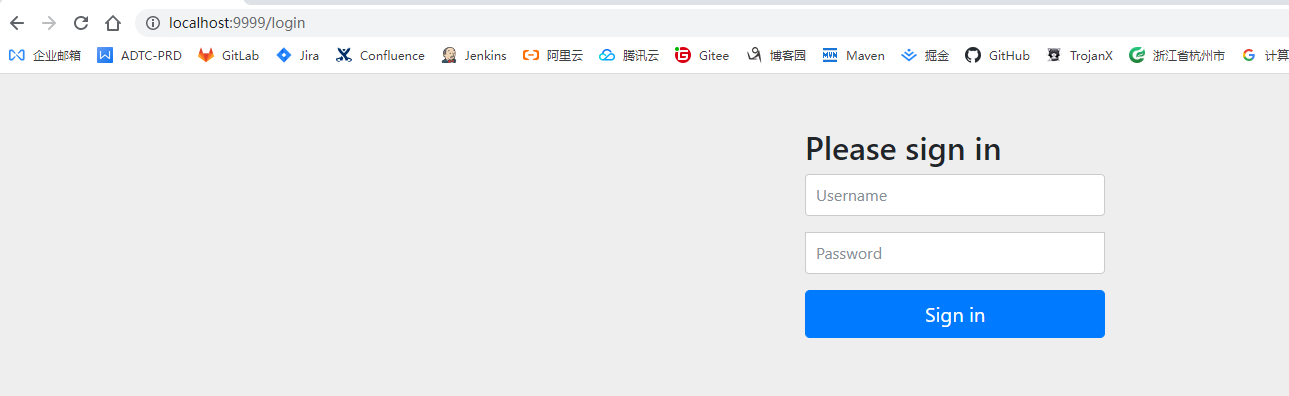 localhost:9999/login
企业邮箱 ADTC-PRD GitLab Jira Confluence Jenkins 阿里云 腾讯云 Gitee 博客园 MVN Maven 掘金 GitHub TrojanX 浙江省杭州市 计算
Please sign in
Username
Password
Sign in